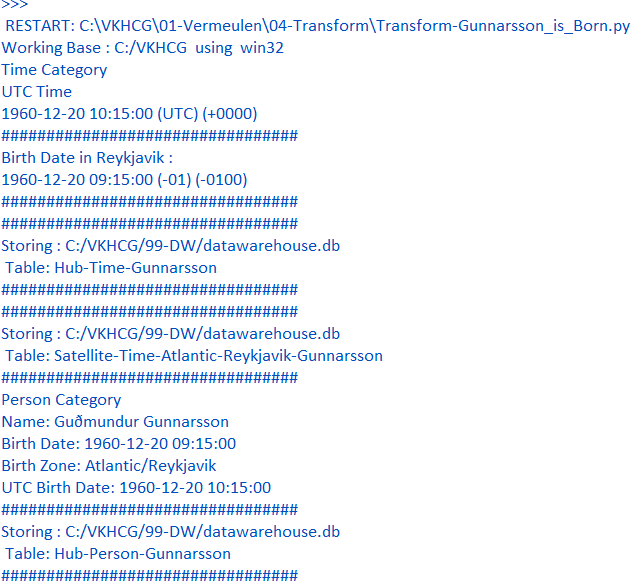 >>>
RESTART: C:\VKHCG\01-Vermeulen\04-Transform\Transform-Gunnarsson_is_Born.py
Working Base : C:/VKHCG  using  win32
Time Category
UTC Time
1960-12-20 10:15:00 (UTC) (+0000)
#################################
Birth Date in Reykjavik :
1960-12-20 09:15:00 (-01) (-0100)
#################################
#################################
Storing : C:/VKHCG/99-DW/datawarehouse.db
Table: Hub-Time-Gunnarsson
#################################
#################################
Storing : C:/VKHCG/99-DW/datawarehouse.db
Table: Satellite-Time-Atlantic-Reykjavik-Gunnarsson
#################################
Person Category
Name: Guðmundur Gunnarsson
Birth Date: 1960-12-20 09:15:00
Birth Zone: Atlantic/Reykjavik
UTC Birth Date: 1960-12-20 10:15:00
#################################
Storing : C:/VKHCG/99-DW/datawarehouse.db
Table: Hub-Person-Gunnarsson
#################################